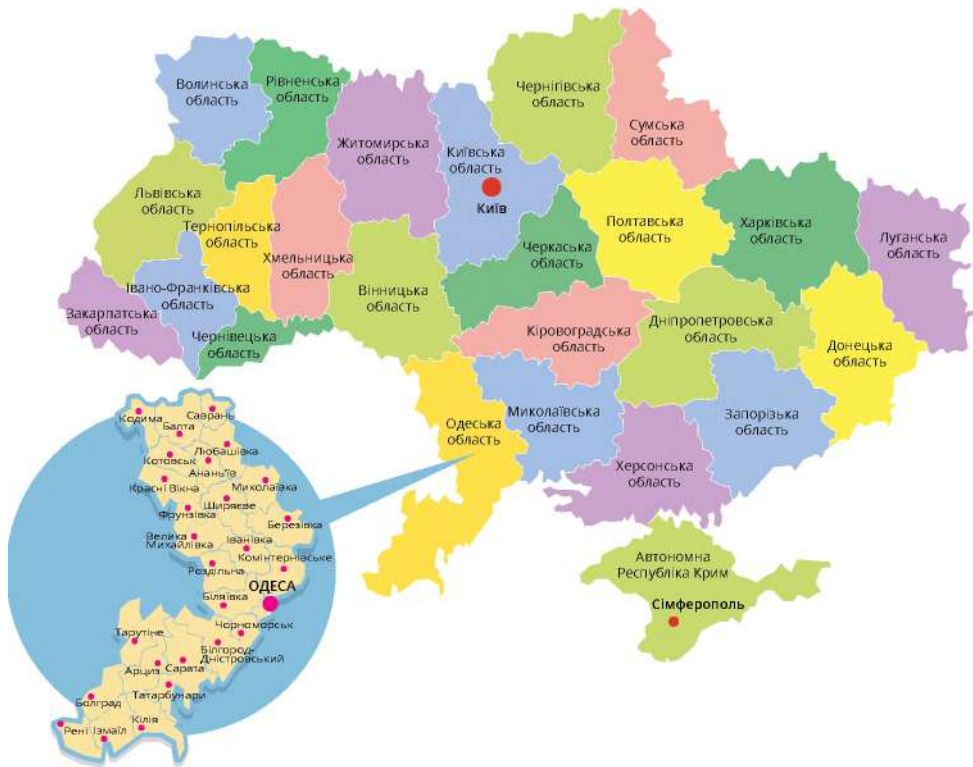 Волинська
область
Рівненська
область
Житомирська
область
Київська
область
Київ
Чернігівська
область
Сумська
область
Львівська
область
Тернопільська
область
Хмельницька
область
Вінницька
область
Черкаська
область
Полтавська
область
Харківська
область
Луганська
область
Закарпатська
область
Івано-Франківська
область
Чернівецька
область
Кіровоградська
область
Дніпропетровська
область
Донецька
область
Одеська
область
Миколаївська
область
Запорізька
область
Херсонська
область
Автономна
Республіка Крим
Сімферополь
Кодима
Саврань
Балта
Любашівка
Котовськ
Ананьїв
Красні Вікна
Миколаївка
Ширяєве
Фрунзівка
Березівка
Велика
Михайлівка
Іванівка
Комінтернівське
Роздільна
ОДЕСА
Біляївка
Чорноморськ
Тарутіне
Білгород-
Дністровський
Арциз
Сарата
Татарбунари
Болград
Кілія
Рені
Ізмаїл